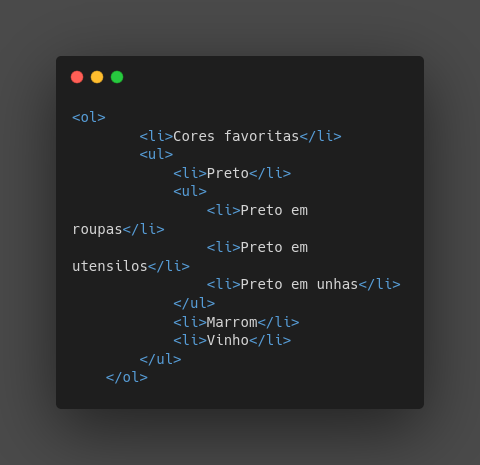 <ol>
        <li>Cores favoritas</li>
        <ul>
            <li>Preto</li>
            <ul>
                <li>Preto em
roupas</li>
                <li>Preto em
utensilos</li>
                <li>Preto em unhas</li>
            </ul>
            <li>Marrom</li>
            <li>Vinho</li>
        </ul>
    </ol>